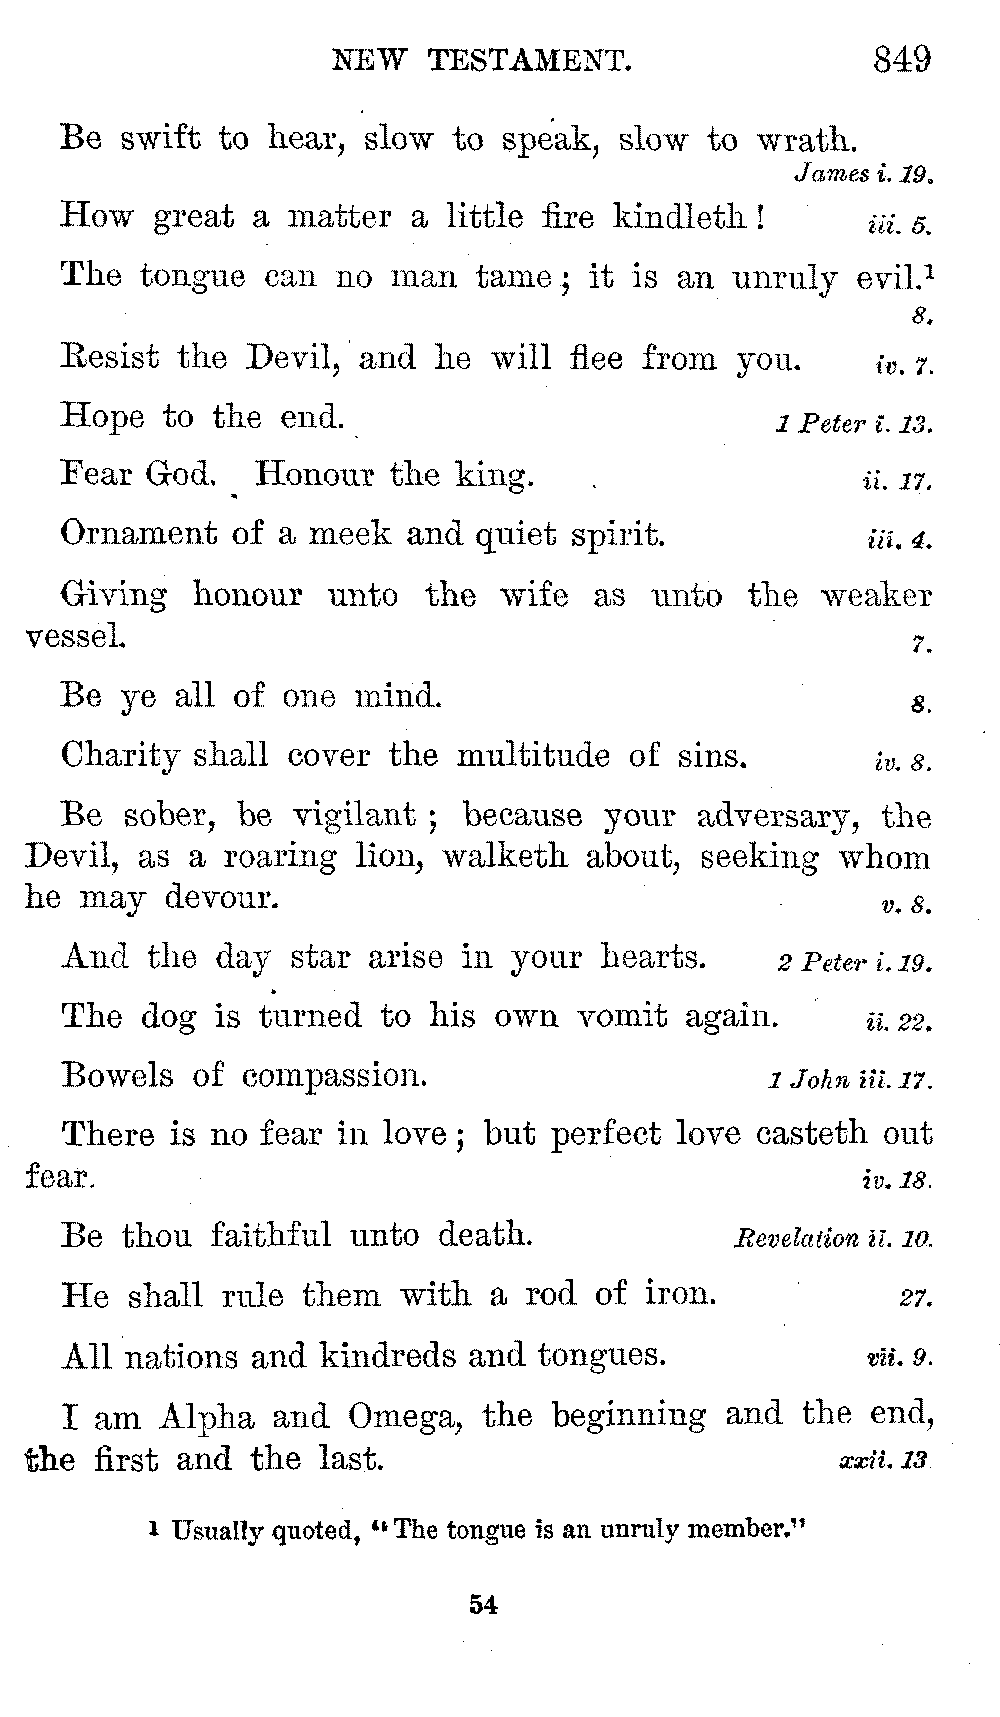 NEW TESTAMENT. 849
Be swift to hear, slow to speak, slow to wrath.
James i. 19.
How great a matter a little fire kindleth! iii. 5.
The tongue can no man tame; it is an unruly evil.¹
8.
Resist the Devil, and he will flee from you. iv. 7.
Hope to the end. 1 Peter i. 13.
Fear God. Honour the king. ii. 17.
Ornament of a meek and quiet spirit. iii. 4.
Giving honour unto the wife as unto the weaker
vessel. 7.
Be ye all of one mind. 8.
Charity shall cover the multitude of sins. iv. 8.
Be sober, be vigilant; because your adversary, the
Devil, as a roaring lion, walketh about, seeking whom
he may devour. v. 8.
And the day star arise in your hearts. 2 Peter i. 19.
The dog is turned to his own vomit again. ii. 22.
Bowels of compassion. 1 John iii. 17.
There is no fear in love; but perfect love casteth out
fear. iv. 18.
Be thou faithful unto death. Revelation ii. 10.
He shall rule them with a rod of iron. 27.
All nations and kindreds and tongues. vii. 9.
I am Alpha and Omega, the beginning and the end,
the first and the last. xxii. 13
1 Usually quoted, "The tongue is an unruly member."
54